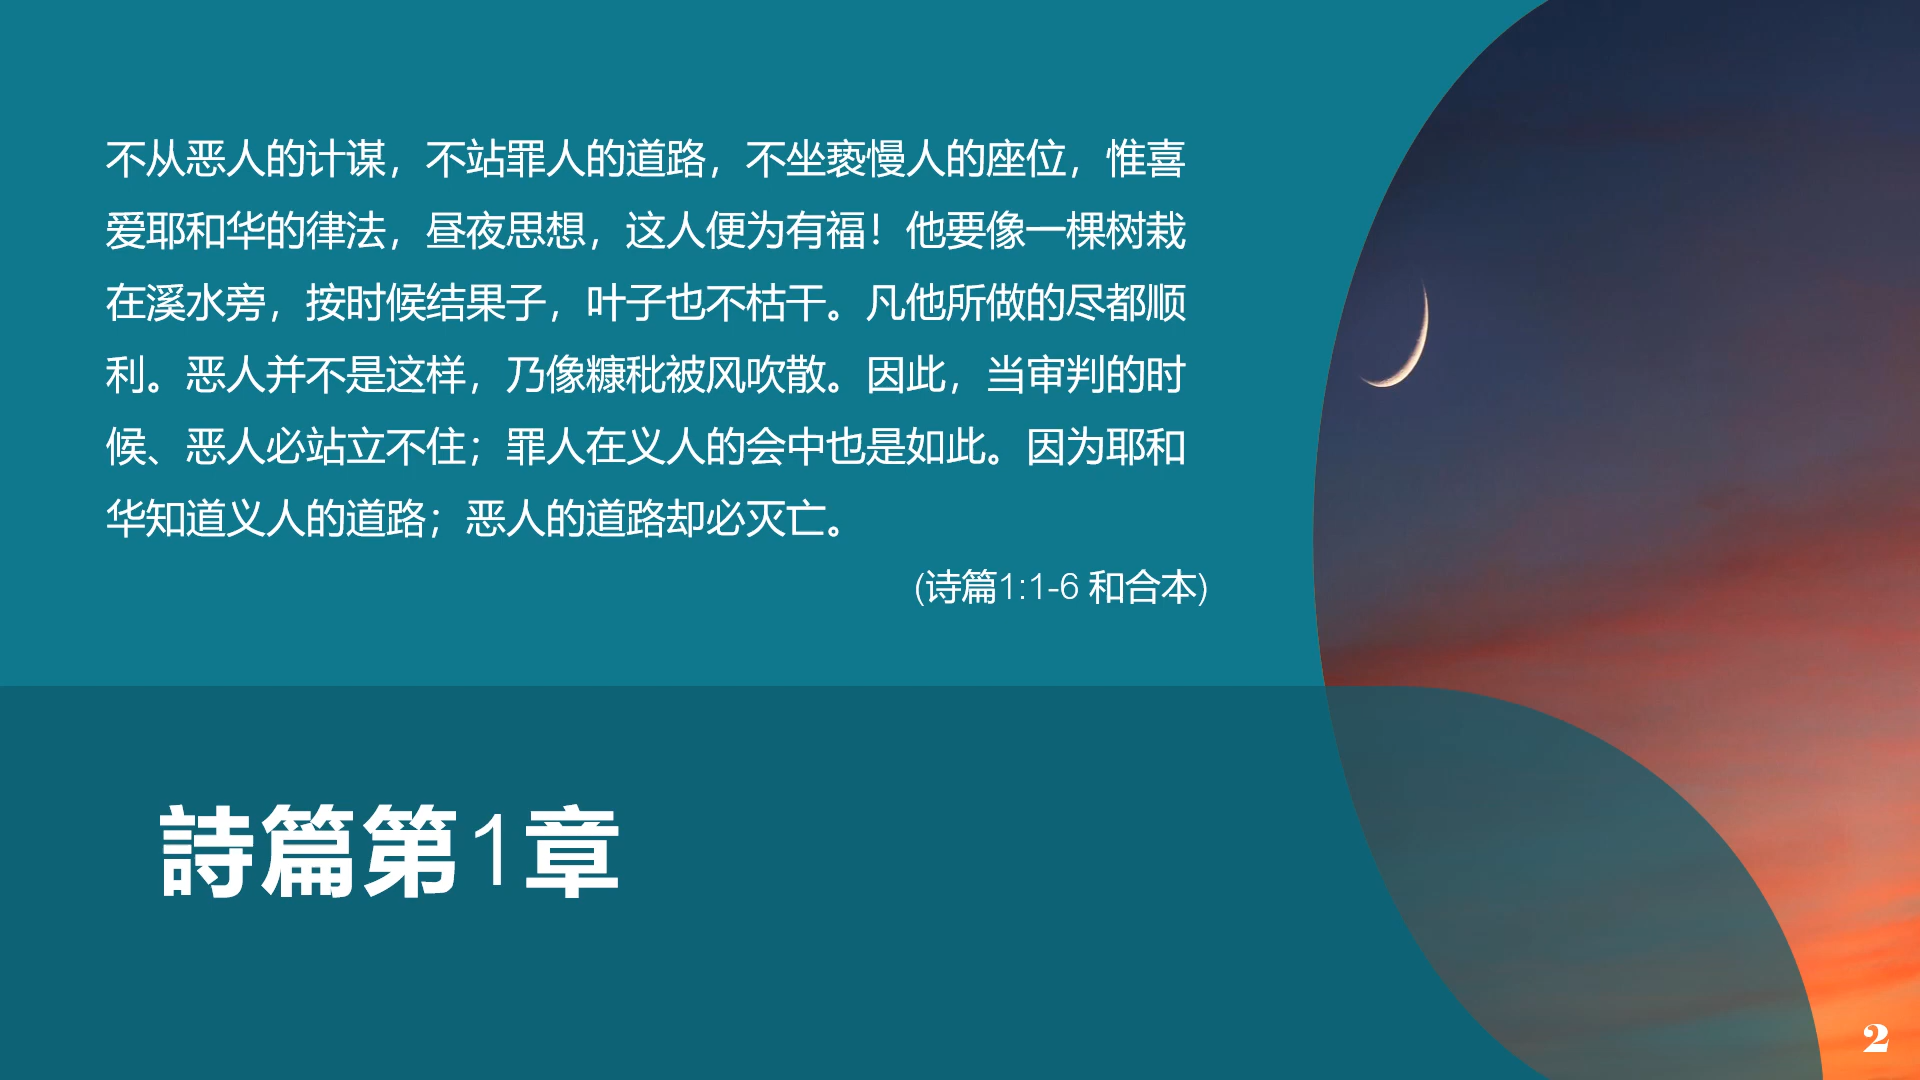 不从恶人的计谋，不站罪人的道路，不坐亵慢人的座位，惟喜
爱耶和华的律法，昼夜思想，这人便为有福！他要像一棵树栽
在溪水旁，按时候结果子，叶子也不枯干。凡他所做的尽都顺
利。恶人并不是这样，乃像糠秕被风吹散。因此，当审判的时
候、恶人必站立不住；罪人在义人的会中也是如此。因为耶和
华知道义人的道路；恶人的道路却必灭亡。
(诗篇1:1-6 和合本)
詩篇第1章
2